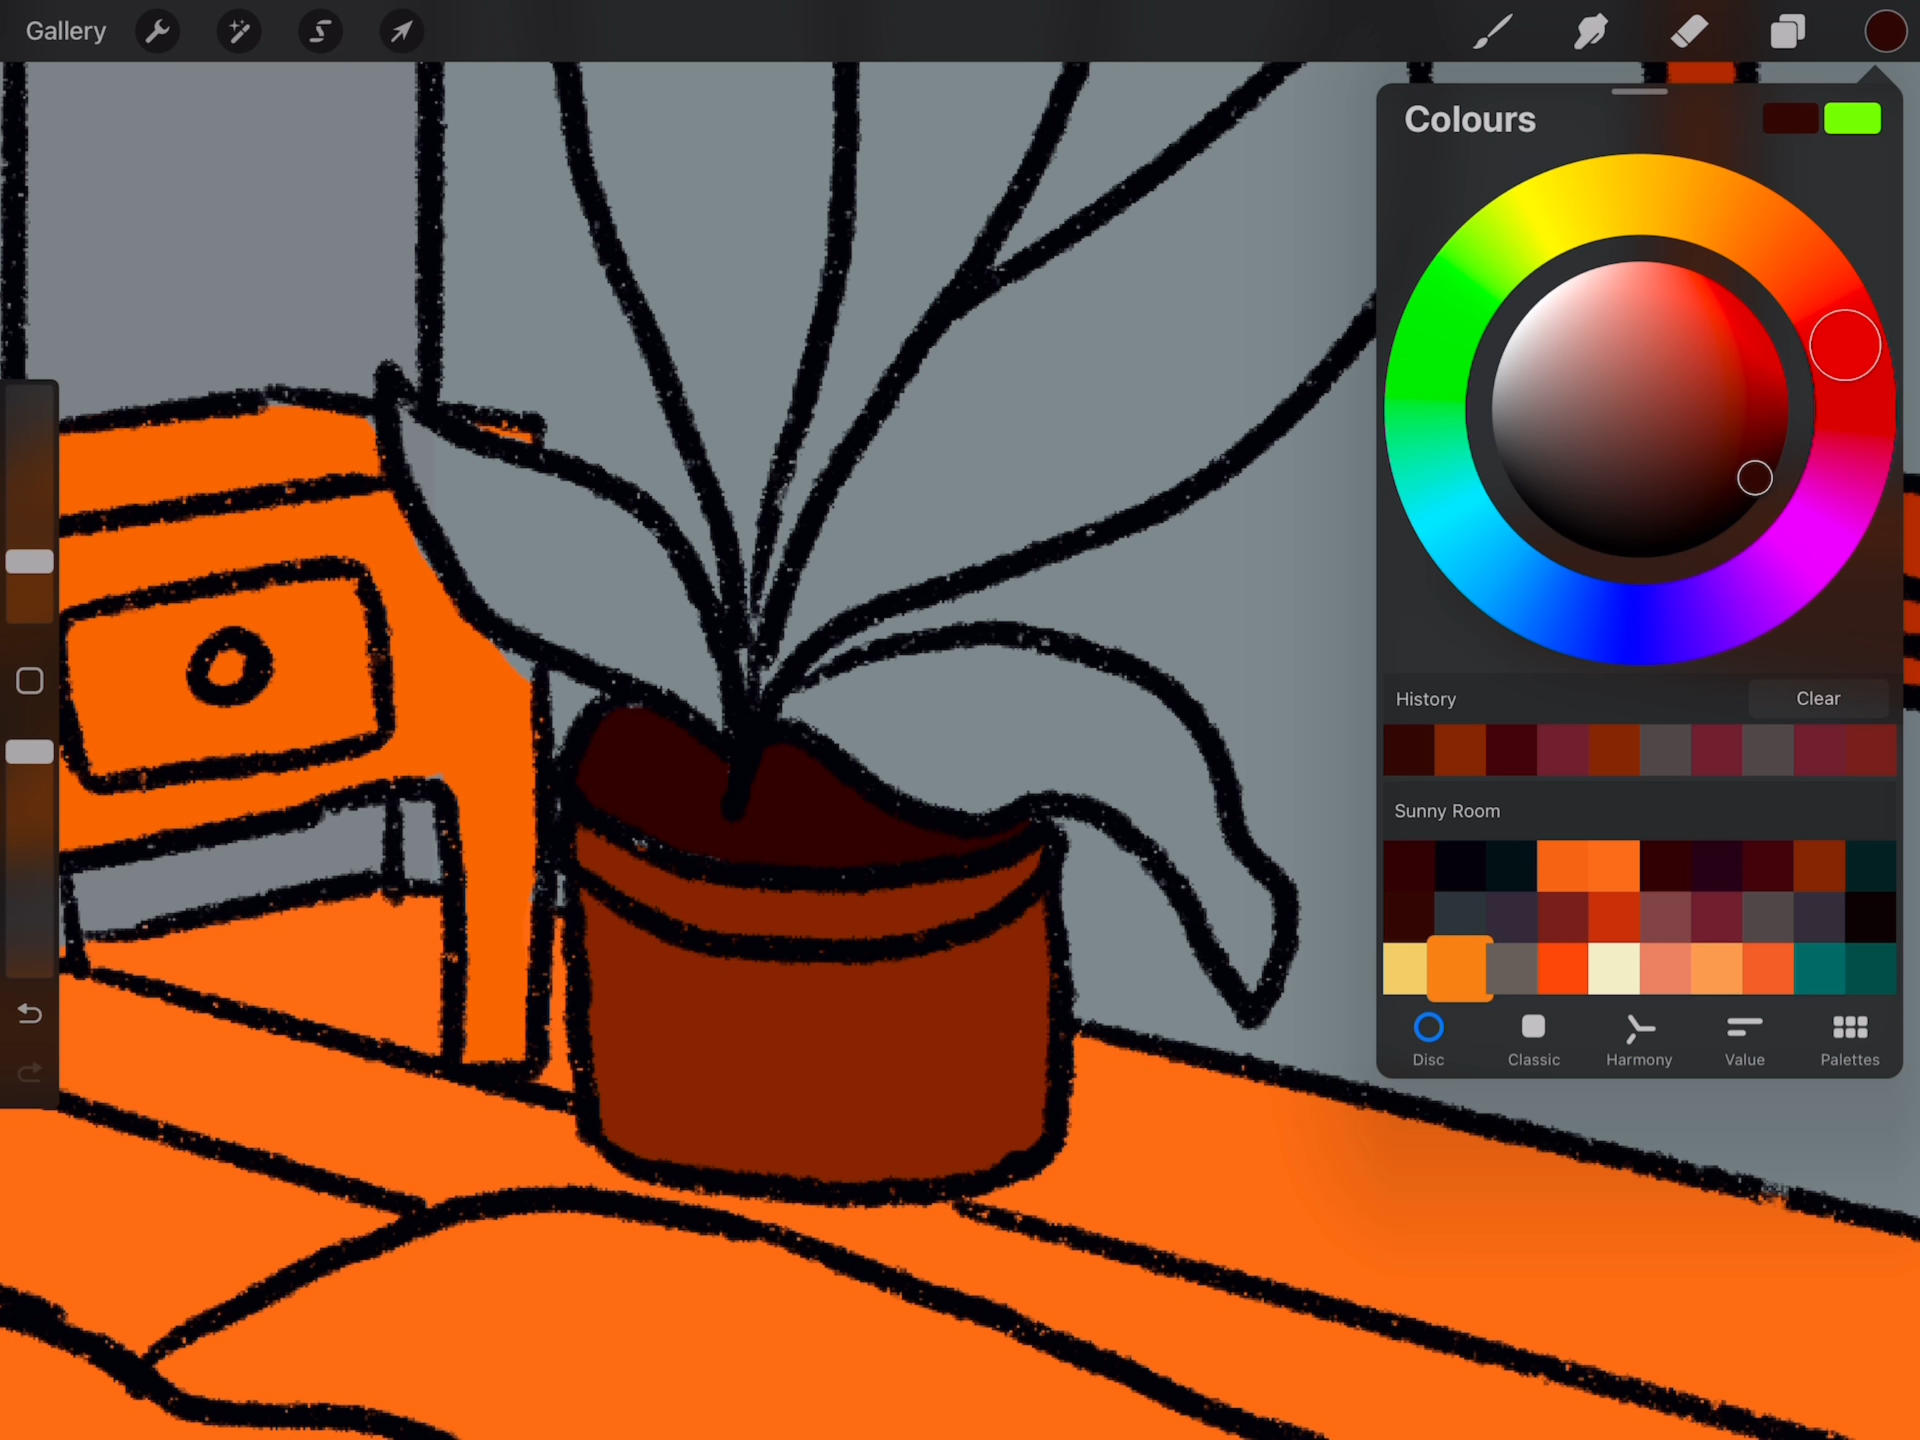 Gallery
Colours
History
Clear
Sunny Room
Disc
Classic
Harmony
Value
Palettes